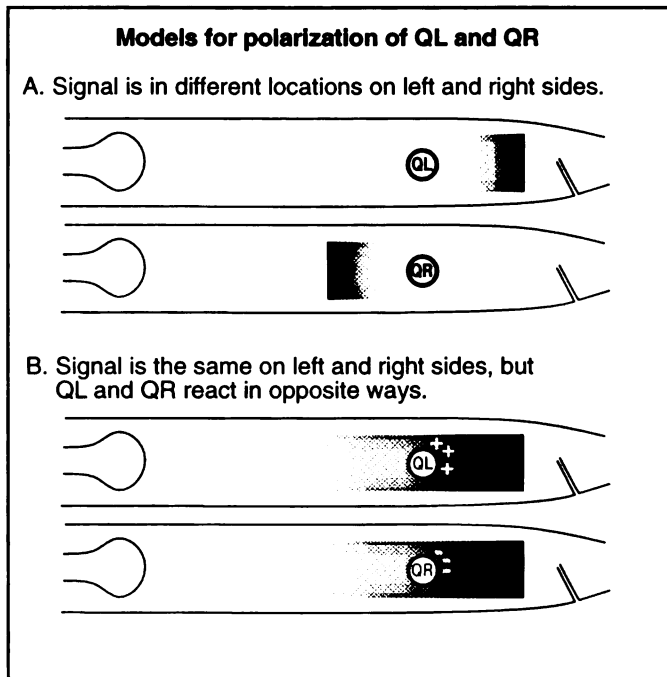 Models for polarization of QL and QR
A. Signal is in different locations on left and right sides.
QL
QR
B. Signal is the same on left and right sides, but
QL and QR react in opposite ways.
+
+
QL +
-
-
QR -